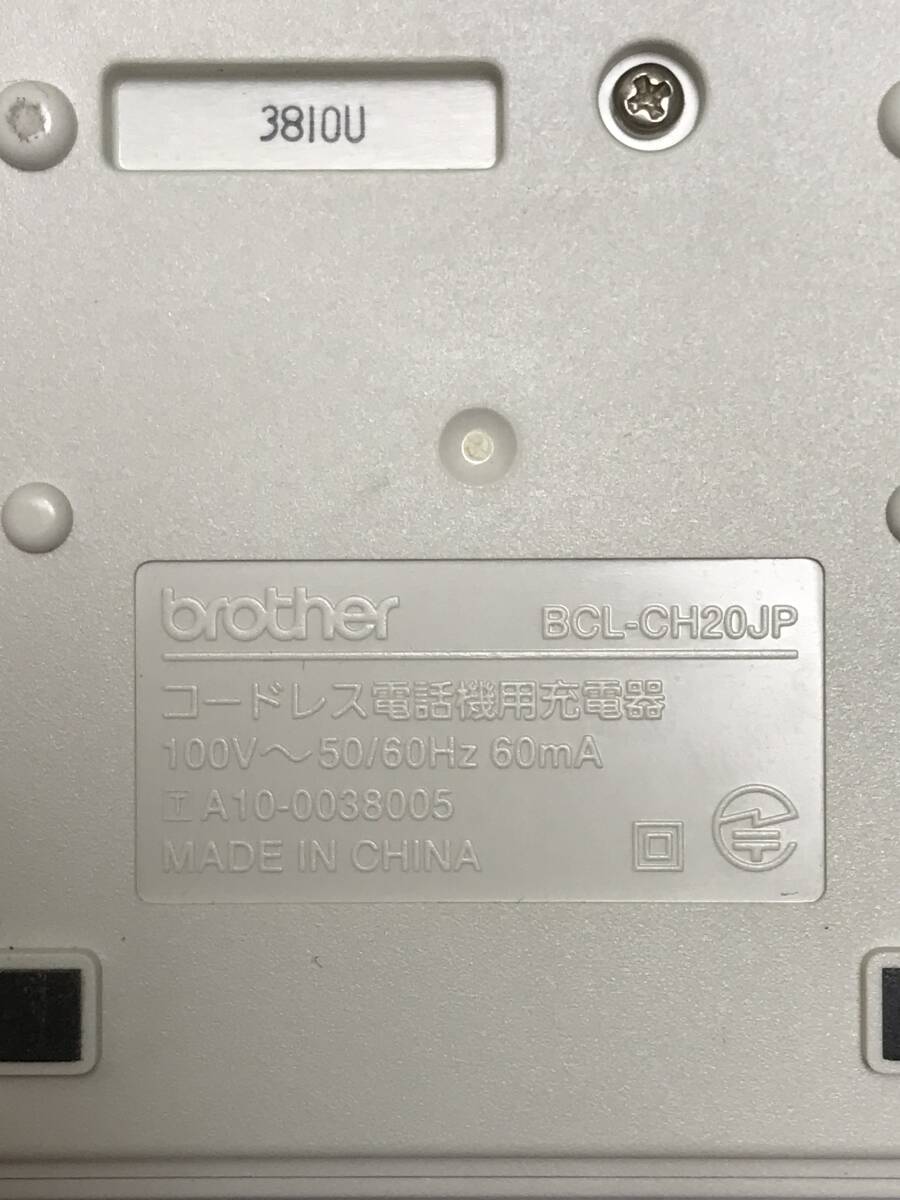 3810U
brother BCL-CH20JP
コードレス電話機用充電器
100V～50/60Hz 60mA
T A10-0038005
MADE IN CHINA